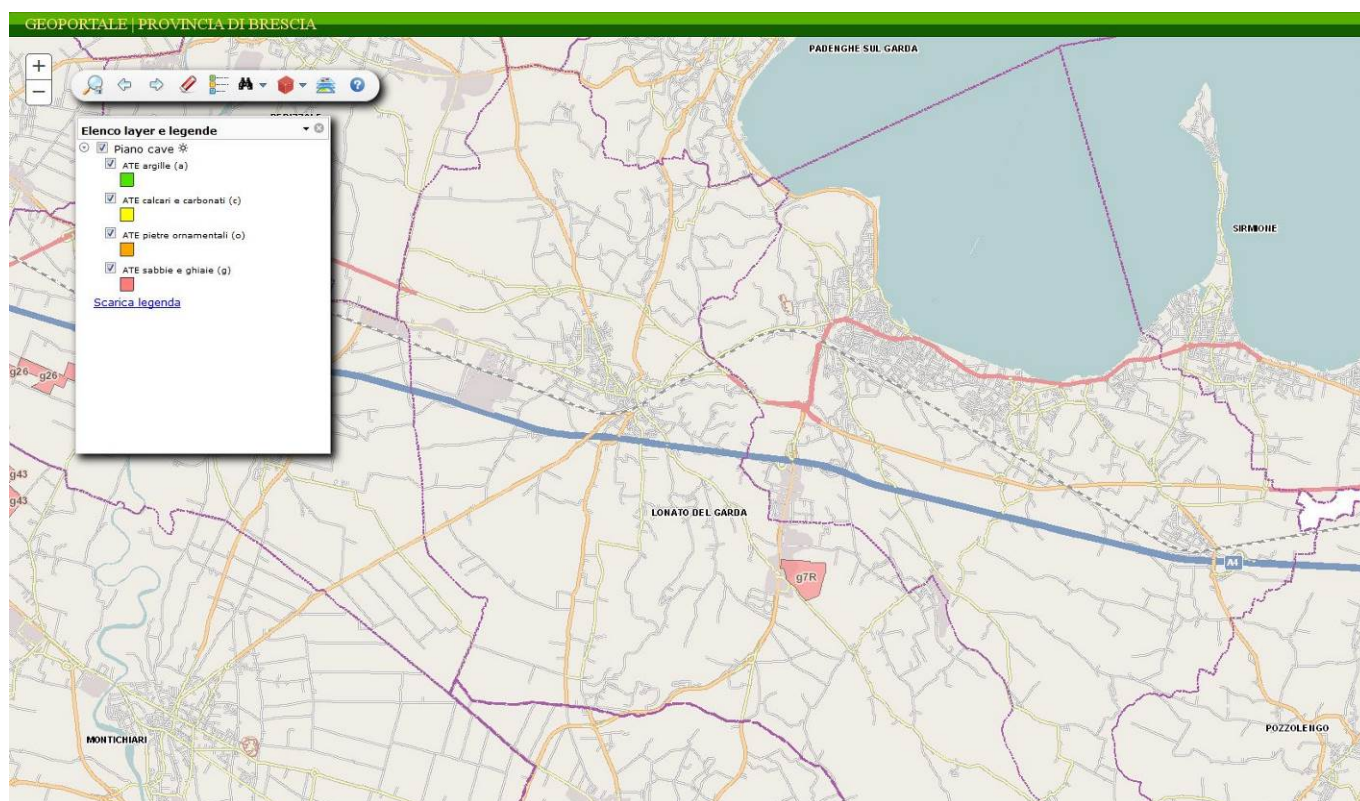 GEOPORTALE | PROVINCIA DI BRESCIA
PADENGHE SUL GARDA
+
−
Elenco layer e legende
Piano cave
ATE argille (a)
ATE calcari e carbonati (c)
ATE pietre ornamentali (o)
SIRMIONE
ATE sabbie e ghiaie (g)
Scarica legenda
g26
g26
g43
g43
LONATO DEL GARDA
A4
g7R
MONTICHIARI
POZZOLENGO